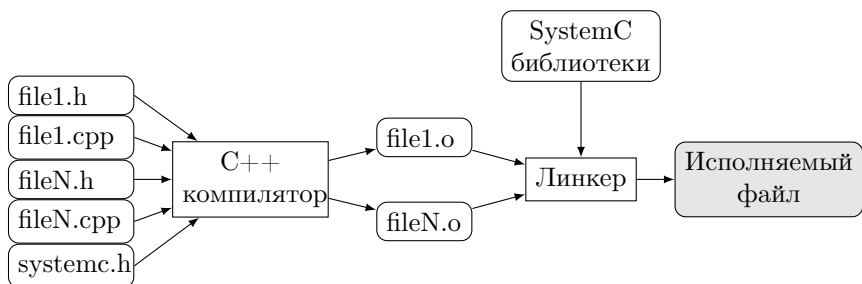 SystemC
библиотеки
file1.h
file1.cpp
fileN.h
fileN.cpp
systemc.h
C++
компилятор
file1.o
fileN.o
Линкер
Исполняемый
файл